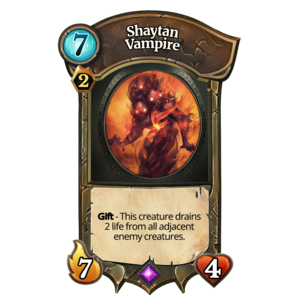 7
Shaytan
Vampire
2
Gift - This creature drains
2 life from all adjacent
enemy creatures.
7
4